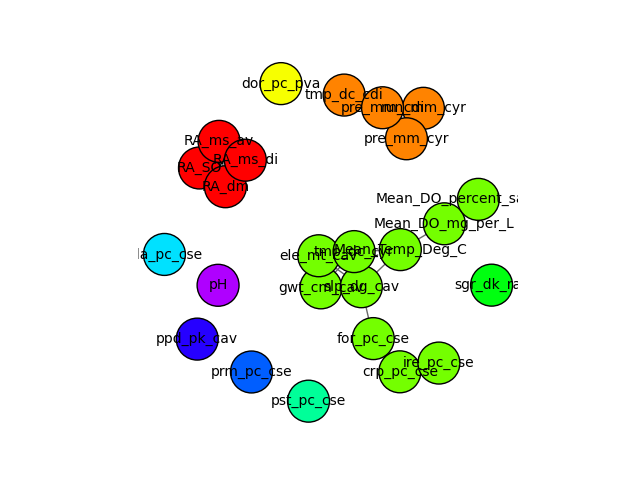 dor_pc_pva
tmp_dc_cdi
pre_mm_cdi
run_mm_cyr
pre_mm_cyr
RA_ms_av
RA_ms_di
RA_SO
RA_dm
Mean_DO_percent_sa
Mean_DO_mg_per_L
Mean_Temp_Deg_C
tmp_dc_cyr
ele_mt_cav
la_pc_cse
pH
gwt_cm_cav
slp_dg_cav
sgr_dk_ra
ppd_pk_cav
for_pc_cse
ire_pc_cse
crp_pc_cse
prm_pc_cse
pst_pc_cse